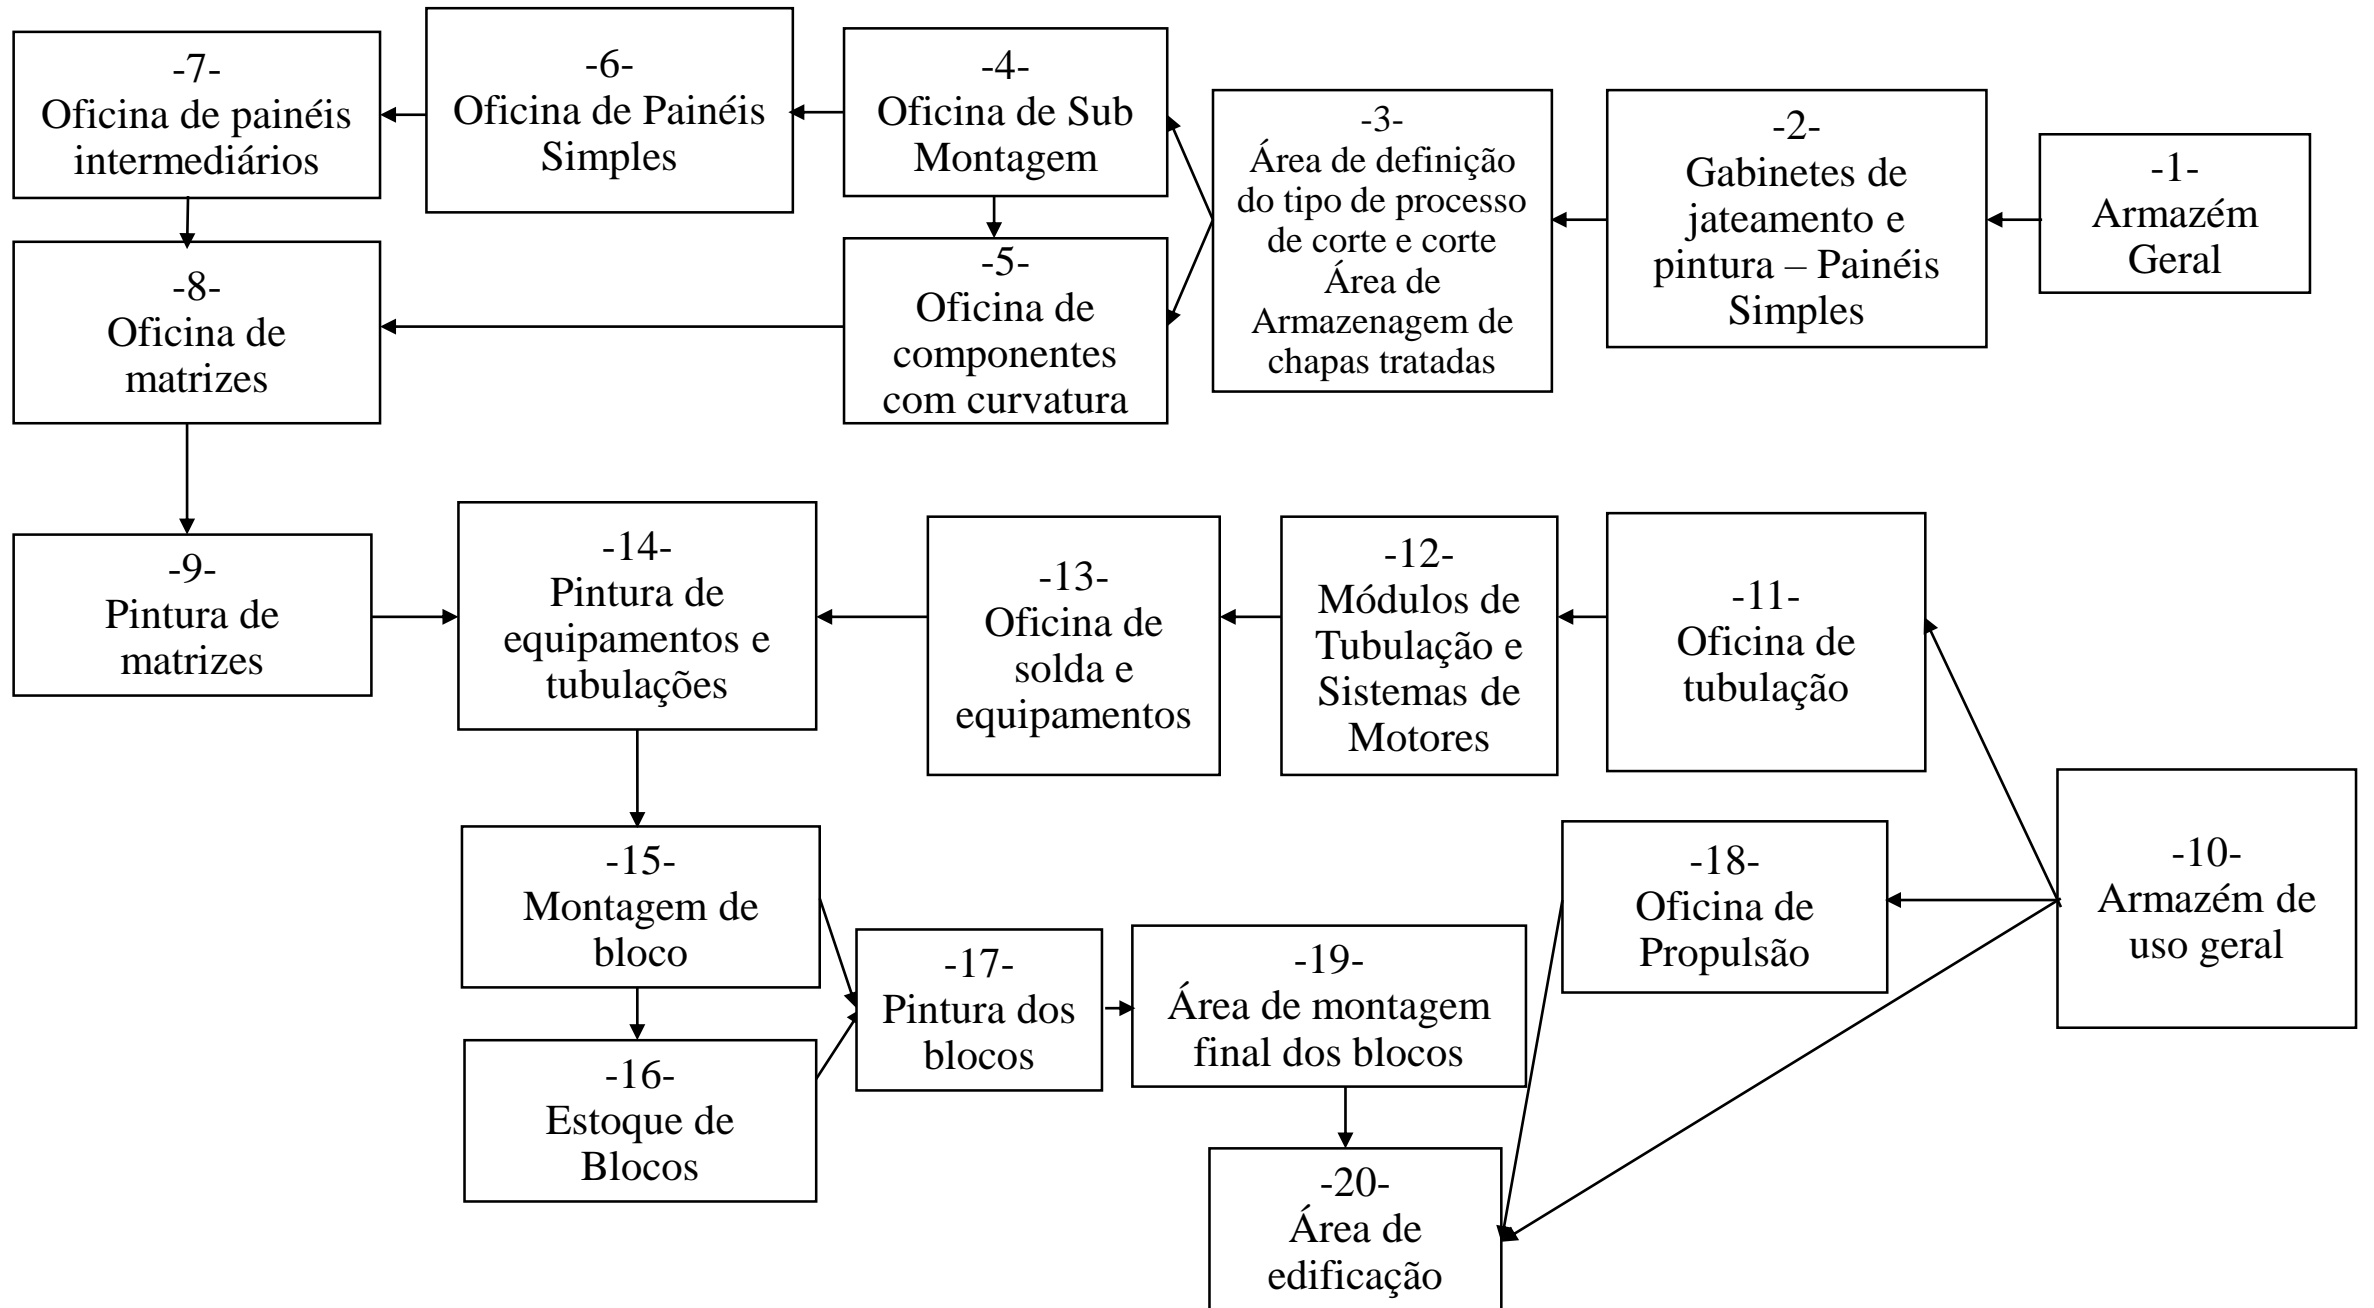 -7-
Oficina de painéis
intermediários
-6-
Oficina de Painéis
Simples
-4-
Oficina de Sub
Montagem
-3-
Área de definição
do tipo de processo
de corte e corte
Área de
Armazenagem de
chapas tratadas
-2-
Gabinetes de
jateamento e
pintura – Painéis
Simples
-1-
Armazém
Geral
-8-
Oficina de
matrizes
-5-
Oficina de
componentes
com curvatura
-9-
Pintura de
matrizes
-14-
Pintura de
equipamentos e
tubulações
-13-
Oficina de
solda e
equipamentos
-12-
Módulos de
Tubulação e
Sistemas de
Motores
-11-
Oficina de
tubulação
-15-
Montagem de
bloco
-18-
Oficina de
Propulsão
-10-
Armazém de
uso geral
-17-
Pintura dos
blocos
-19-
Área de montagem
final dos blocos
-16-
Estoque de
Blocos
-20-
Área de
edificação